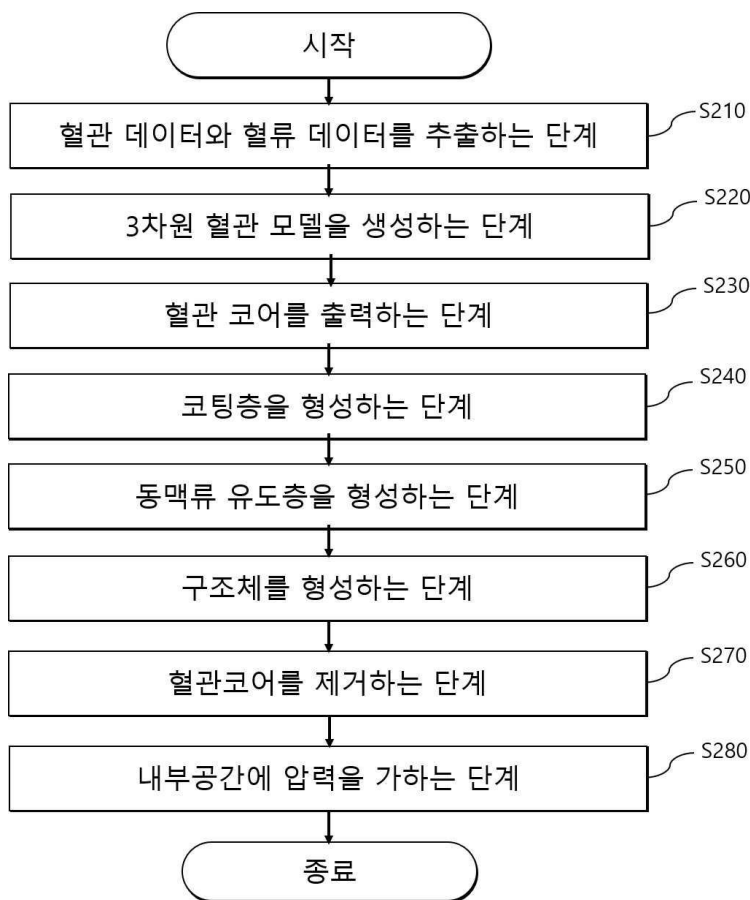 시작
혈관 데이터와 혈류 데이터를 추출하는 단계
S210
3차원 혈관 모델을 생성하는 단계
S220
혈관 코어를 출력하는 단계
S230
코팅층을 형성하는 단계
S240
동맥류 유도층을 형성하는 단계
S250
구조체를 형성하는 단계
S260
혈관코어를 제거하는 단계
S270
내부공간에 압력을 가하는 단계
S280
종료